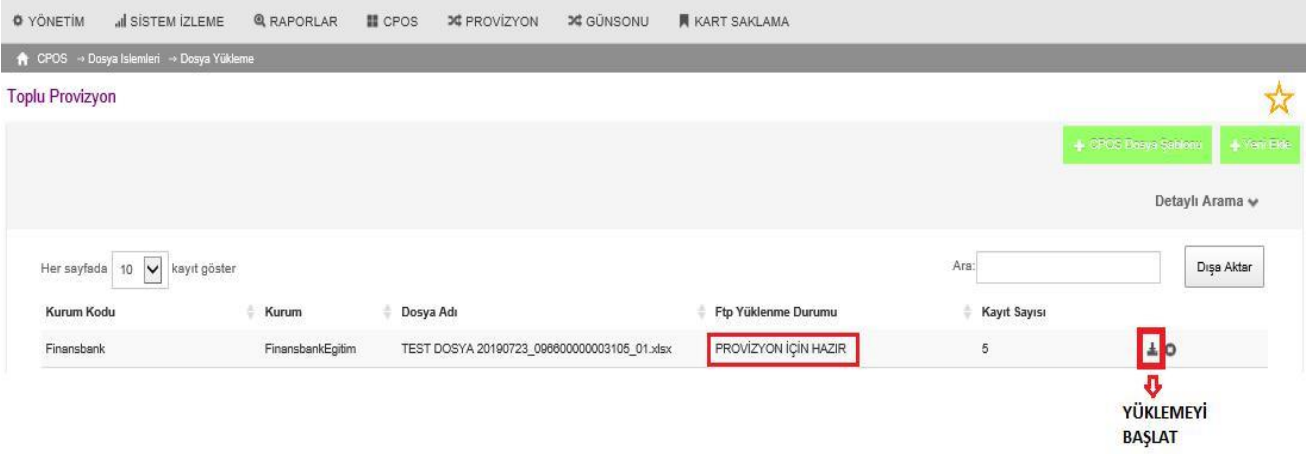 YÖNETİM SİSTEM İZLEME RAPORLAR CPOS PROVİZYON GÜNSONU KART SAKLAMA
CPOS → Dosya Islemleri → Dosya Yükleme
Toplu Provizyon
+ CPOS Dosya Şablonu + Yeni Ekle
Detaylı Arama
Her sayfada 10 kayıt göster Ara: Dışa Aktar
Kurum Kodu Kurum Dosya Adı Ftp Yüklenme Durumu Kayıt Sayısı
Finansbank FinansbankEgitim TEST DOSYA 20190723_096600000003105_01.xlsx PROVİZYON İÇİN HAZIR 5
YÜKLEMEYİ
BAŞLAT